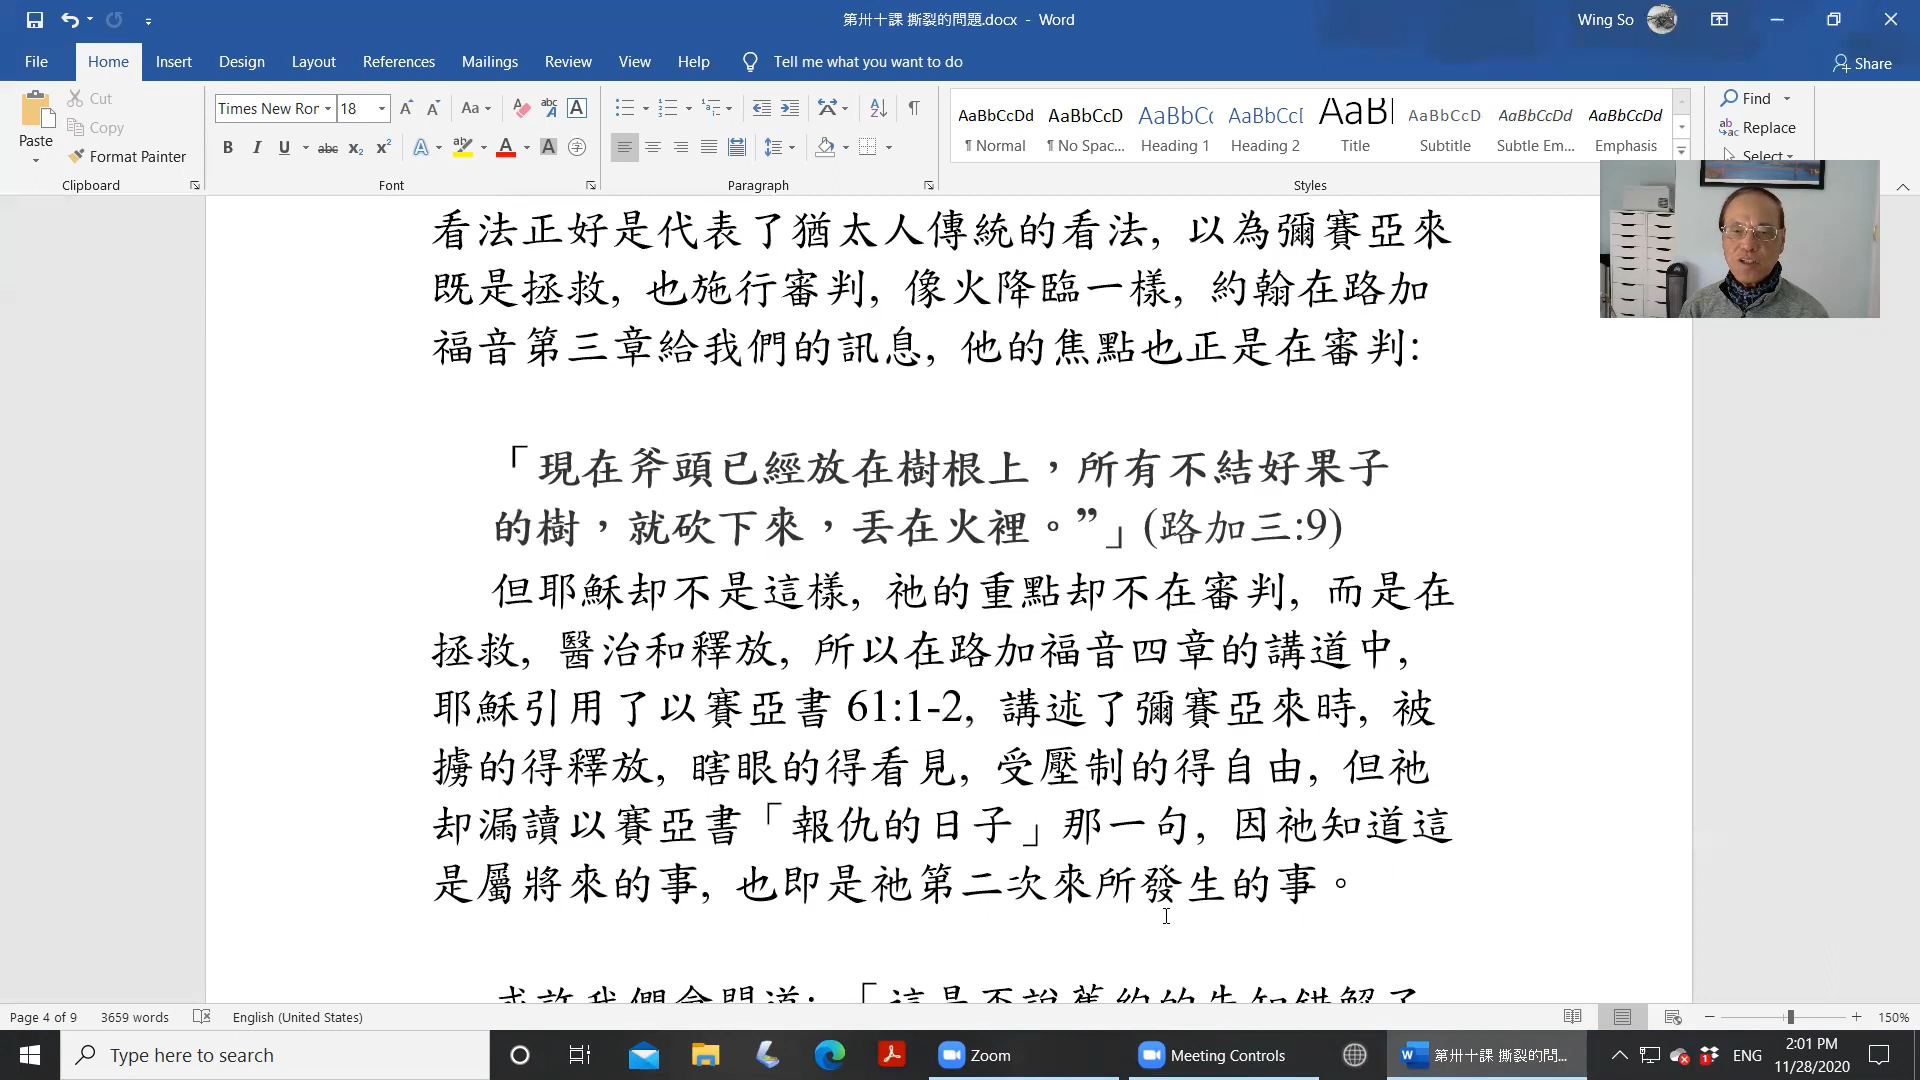 第卅十課 撕裂的問題.docx - Word
Wing So
File Home Insert Design Layout References Mailings Review View Help Tell me what you want to do Share
Paste
Cut
Copy
Format Painter
Clipboard
Times New Ror 18
Font
Paragraph
AaBbCcDd AaBbCcD AaBbCc AaBbCcD AaB AaBbCcD AaBbCcDd AaBbCcDd
¶ Normal ¶ No Spac... Heading 1 Heading 2 Title Subtitle Subtle Em... Emphasis
Styles
Find
Replace
Select
看法正好是代表了猶太人傳統的看法, 以為彌賽亞來
既是拯救, 也施行審判, 像火降臨一樣, 約翰在路加
福音第三章給我們的訊息, 他的焦點也正是在審判:
「現在斧頭已經放在樹根上，所有不結好果子
的樹，就砍下來，丟在火裡。”」(路加三:9)
但耶穌却不是這樣, 祂的重點却不在審判, 而是在
拯救, 醫治和釋放, 所以在路加福音四章的講道中,
耶穌引用了以賽亞書 61:1-2, 講述了彌賽亞來時, 被
擄的得釋放, 瞎眼的得看見, 受壓制的得自由, 但祂
却漏讀以賽亞書「報仇的日子」那一句, 因祂知道這
是屬將來的事, 也即是祂第二次來所發生的事。
Page 4 of 9 3659 words English (United States) 150%
Type here to search
Zoom
Meeting Controls
第卅十課 撕裂的問...
ENG
2:01 PM
11/28/2020